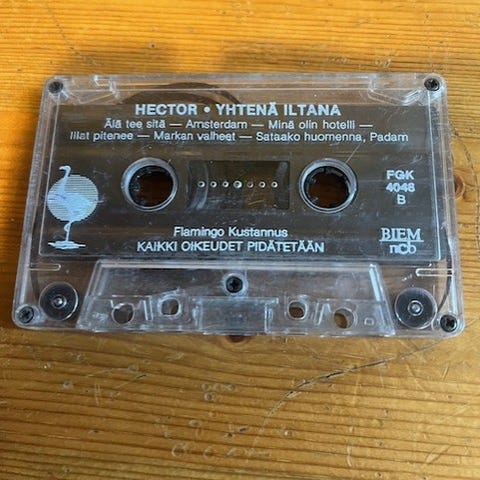 HECTOR • YHTENÄ ILTANA
Älä tee sitä — Amsterdam — Minä olin hotelli —
Illat pitenee — Markan valheet — Sataako huomenna, Padam
FGK
4048
B
Flamingo Kustannus
KAIKKI OIKEUDET PIDÄTETÄÄN
BIEM
nCb